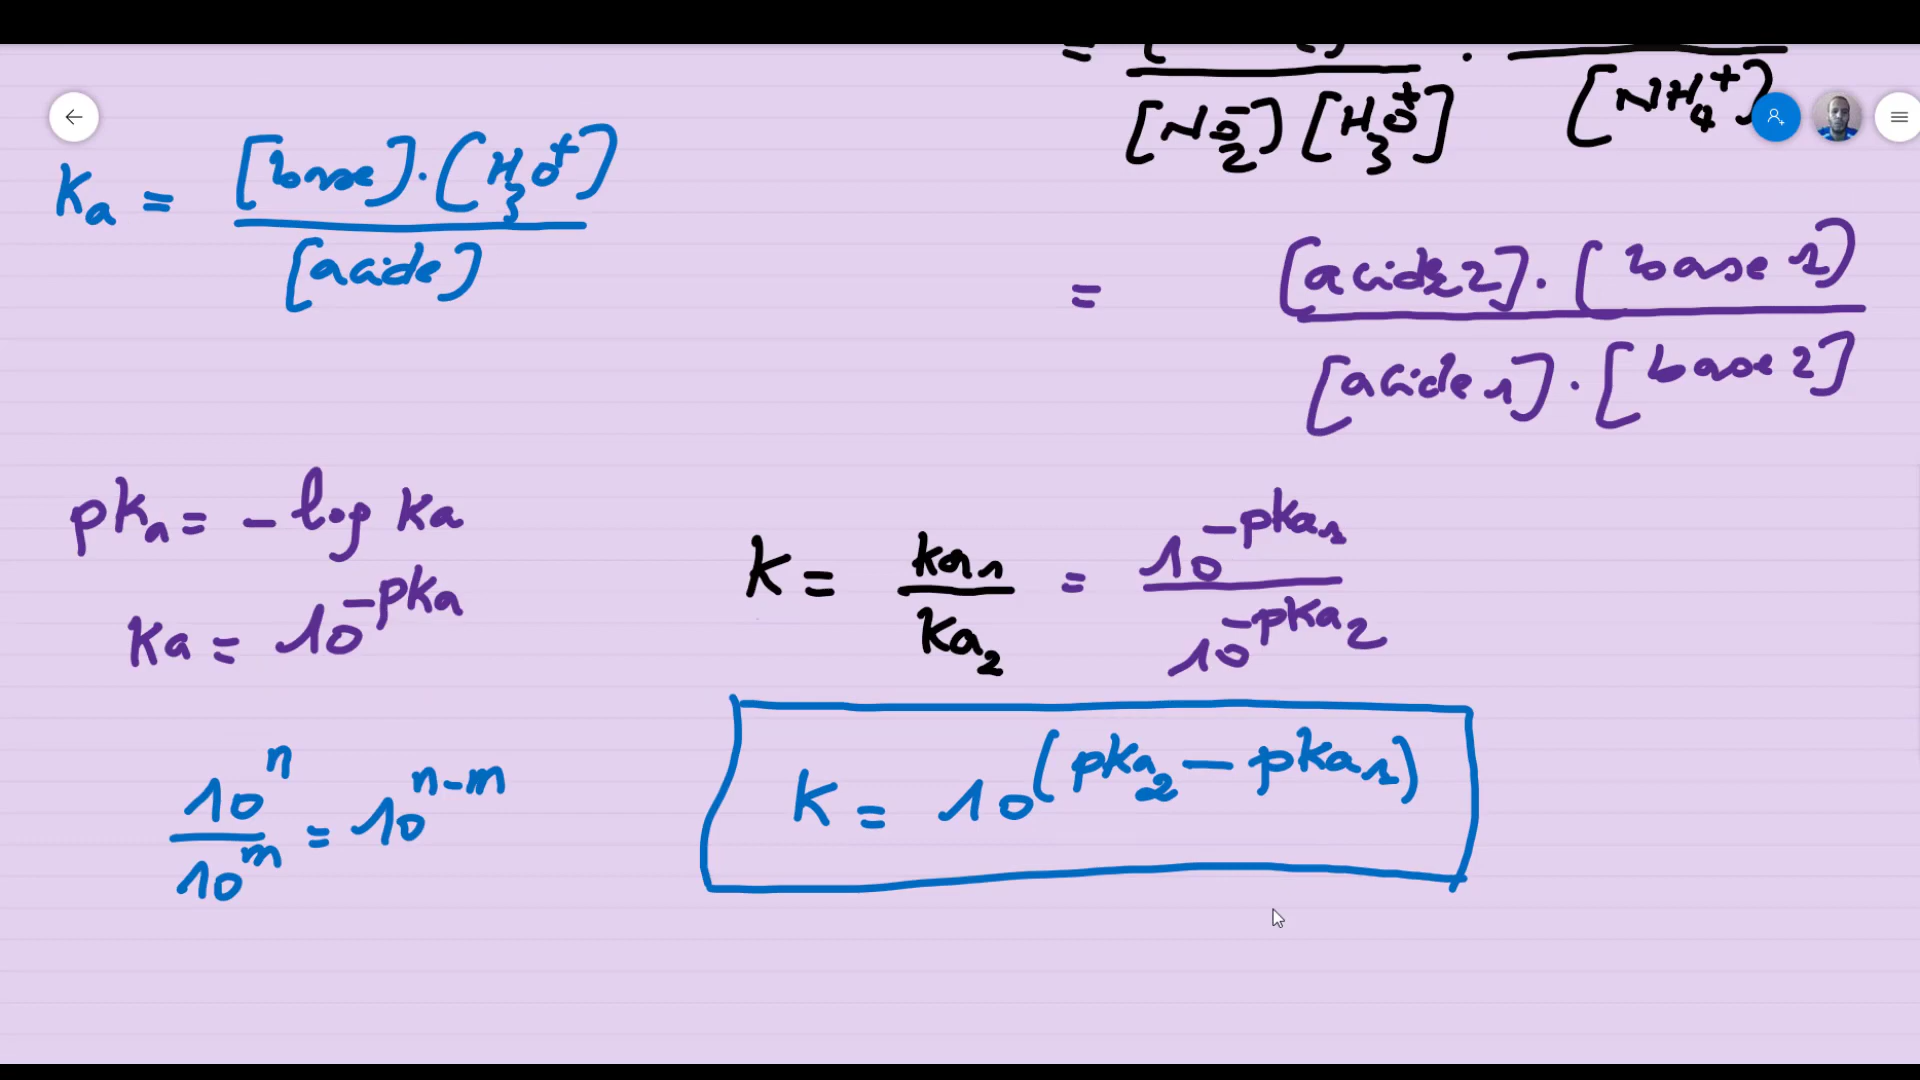 = ─────── · ───────
[NO₂⁻] [H₃O⁺] [NH₄⁺]
Ka = [base]·[H₃O⁺] / [acide]
= [acide 2]·[base 1] / [acide 1]·[base 2]
pKa = - log Ka
Ka = 10^(-pKa)
K = Ka₁ / Ka₂ = 10^(-pKa₁) / 10^(-pKa₂)
10^n / 10^m = 10^(n-m)
K = 10^(pKa₂ - pKa₁)